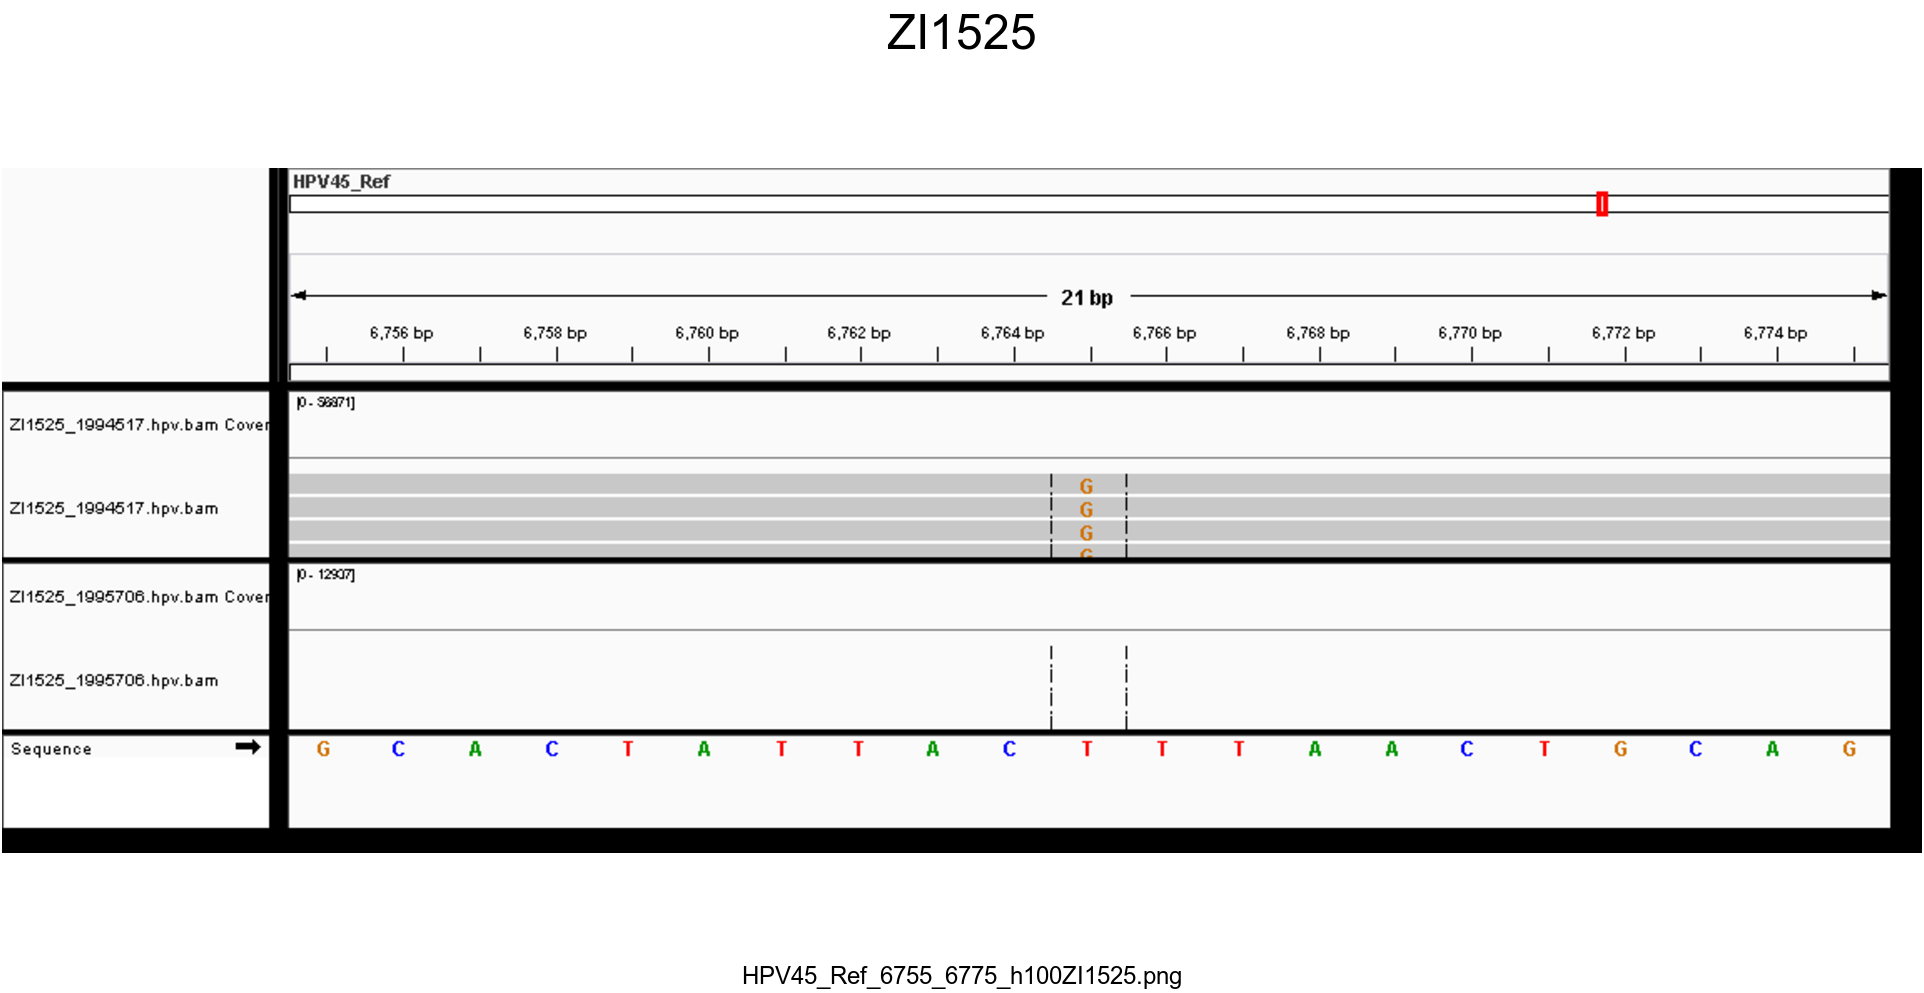 ZI1525
HPV45_Ref
21 bp
6,756 bp 6,758 bp 6,760 bp 6,762 bp 6,764 bp 6,766 bp 6,768 bp 6,770 bp 6,772 bp 6,774 bp
ZI1525_1994517.hpv.bam Cover
ZI1525_1994517.hpv.bam
G
G
G
G
[0 - 12907]
ZI1525_1995706.hpv.bam Cover
ZI1525_1995706.hpv.bam
Sequence G C A C T A T T A C T T T A A C T G C A G
HPV45_Ref_6755_6775_h100ZI1525.png